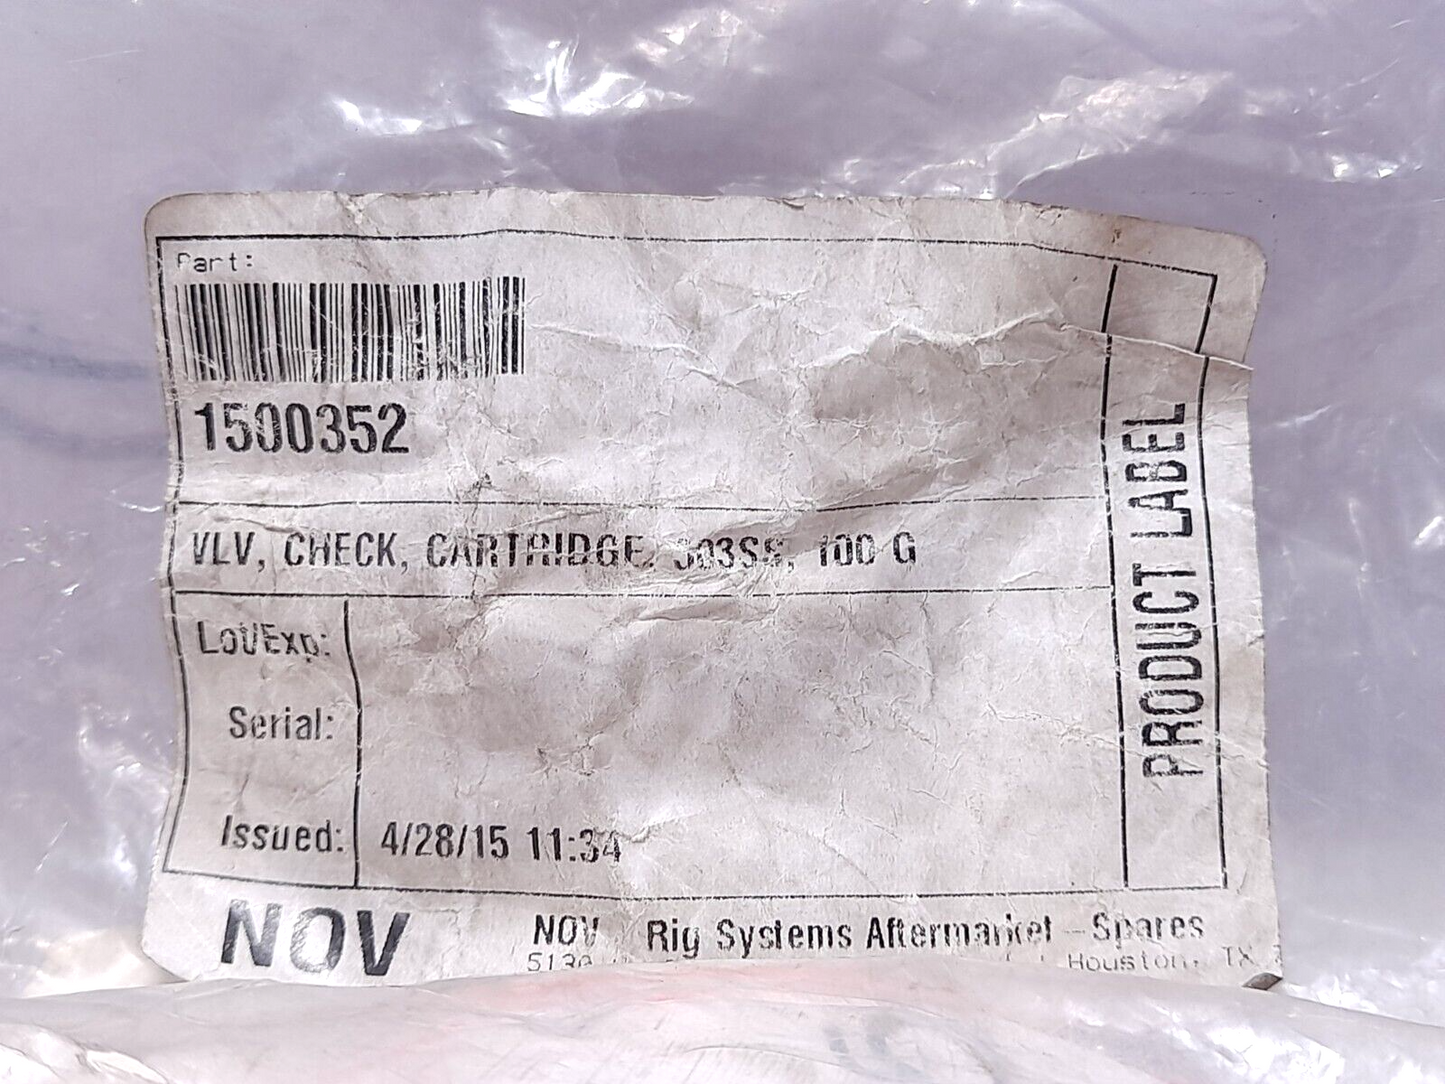 Part:
1500352
VLV, CHECK, CARTRIDGE, 303SS, 100 G
Lot/Exp:
Serial:
Issued: 4/28/15 11:34
PRODUCT LABEL
NOV
NOV Rig Systems Aftermarket - Spares
Houston, TX